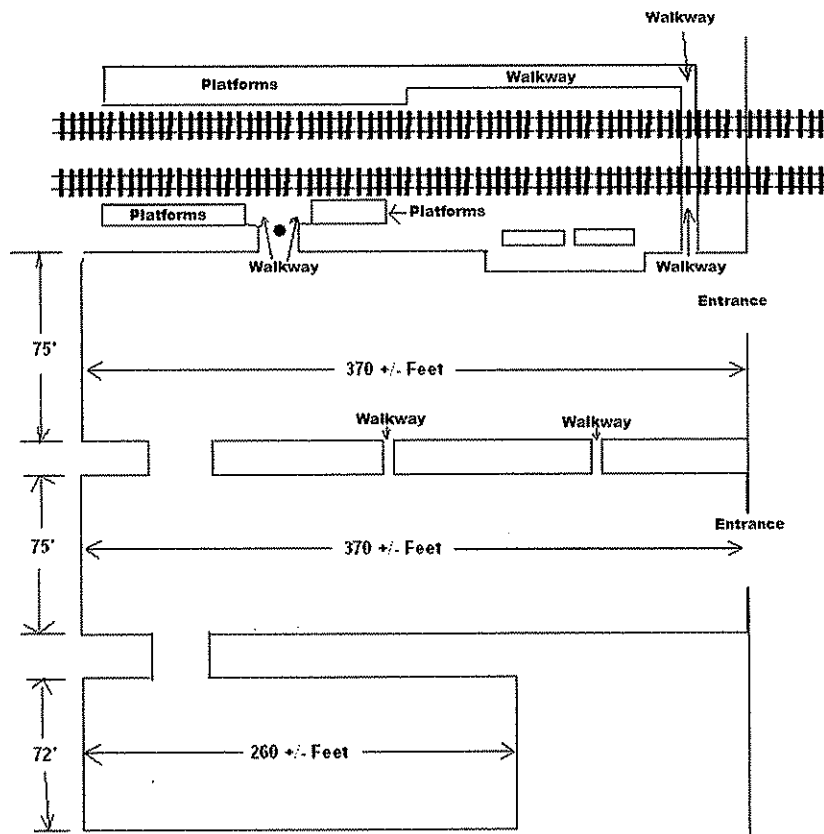 Walkway
Platforms
Walkway
Platforms
Platforms
Walkway
Walkway
Entrance
75'
370 +/- Feet
Walkway
Walkway
Entrance
75'
370 +/- Feet
72'
260 +/- Feet